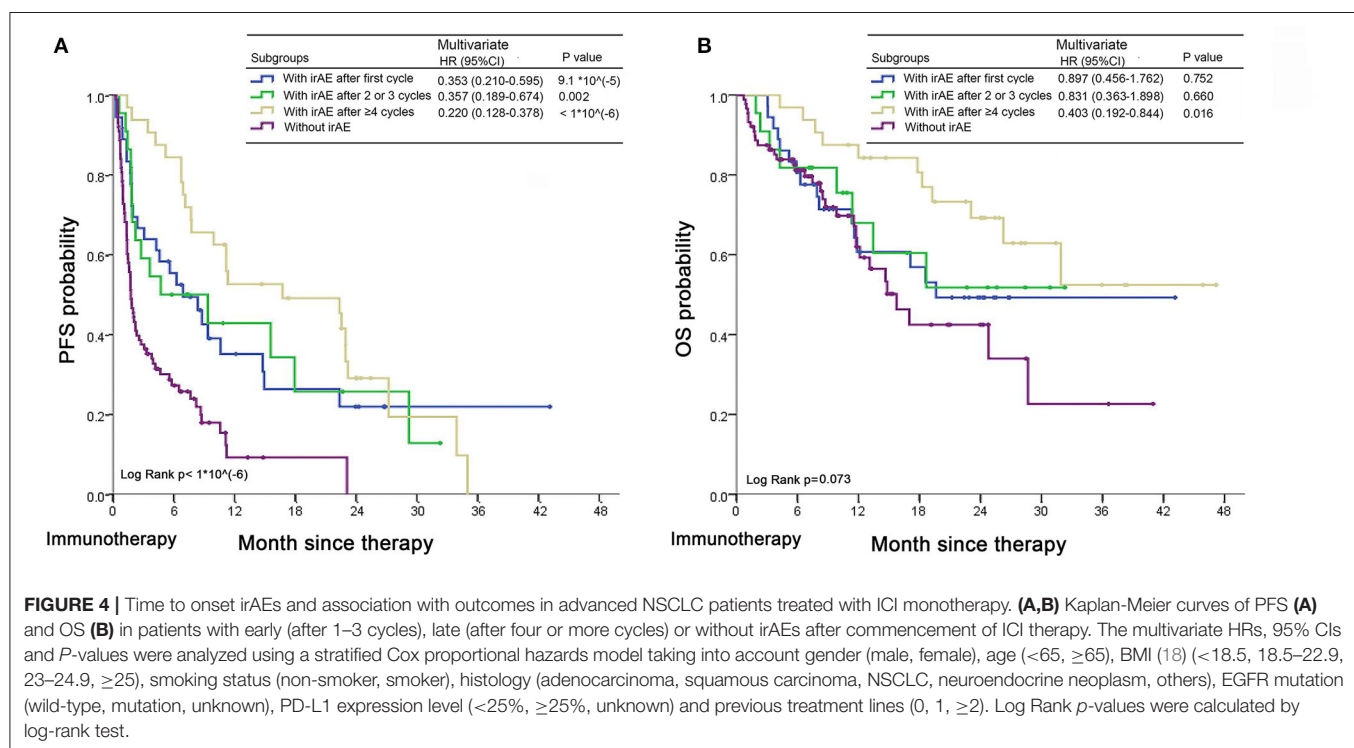 A
Subgroups Multivariate HR (95%CI) P value
With irAE after first cycle 0.353 (0.210-0.595) 9.1 *10^(-5)
With irAE after 2 or 3 cycles 0.357 (0.189-0.674) 0.002
With irAE after ≥4 cycles 0.220 (0.128-0.378) < 1*10^(-6)
Without irAE
PFS probability
1.0
0.8
0.6
0.4
0.2
0.0
Log Rank p< 1*10^(-6)
0 6 12 18 24 30 36 42 48
Immunotherapy Month since therapy
B
Subgroups Multivariate HR (95%CI) P value
With irAE after first cycle 0.897 (0.456-1.762) 0.752
With irAE after 2 or 3 cycles 0.831 (0.363-1.898) 0.660
With irAE after ≥4 cycles 0.403 (0.192-0.844) 0.016
Without irAE
OS probability
1.0
0.8
0.6
0.4
0.2
0.0
Log Rank p=0.073
0 6 12 18 24 30 36 42 48
Immunotherapy Month since therapy
FIGURE 4 | Time to onset irAEs and association with outcomes in advanced NSCLC patients treated with ICI monotherapy. (A,B) Kaplan-Meier curves of PFS (A)
and OS (B) in patients with early (after 1–3 cycles), late (after four or more cycles) or without irAEs after commencement of ICI therapy. The multivariate HRs, 95% CIs
and P-values were analyzed using a stratified Cox proportional hazards model taking into account gender (male, female), age (<65, ≥65), BMI (18) (<18.5, 18.5–22.9,
23–24.9, ≥25), smoking status (non-smoker, smoker), histology (adenocarcinoma, squamous carcinoma, NSCLC, neuroendocrine neoplasm, others), EGFR mutation
(wild-type, mutation, unknown), PD-L1 expression level (<25%, ≥25%, unknown) and previous treatment lines (0, 1, ≥2). Log Rank p-values were calculated by
log-rank test.